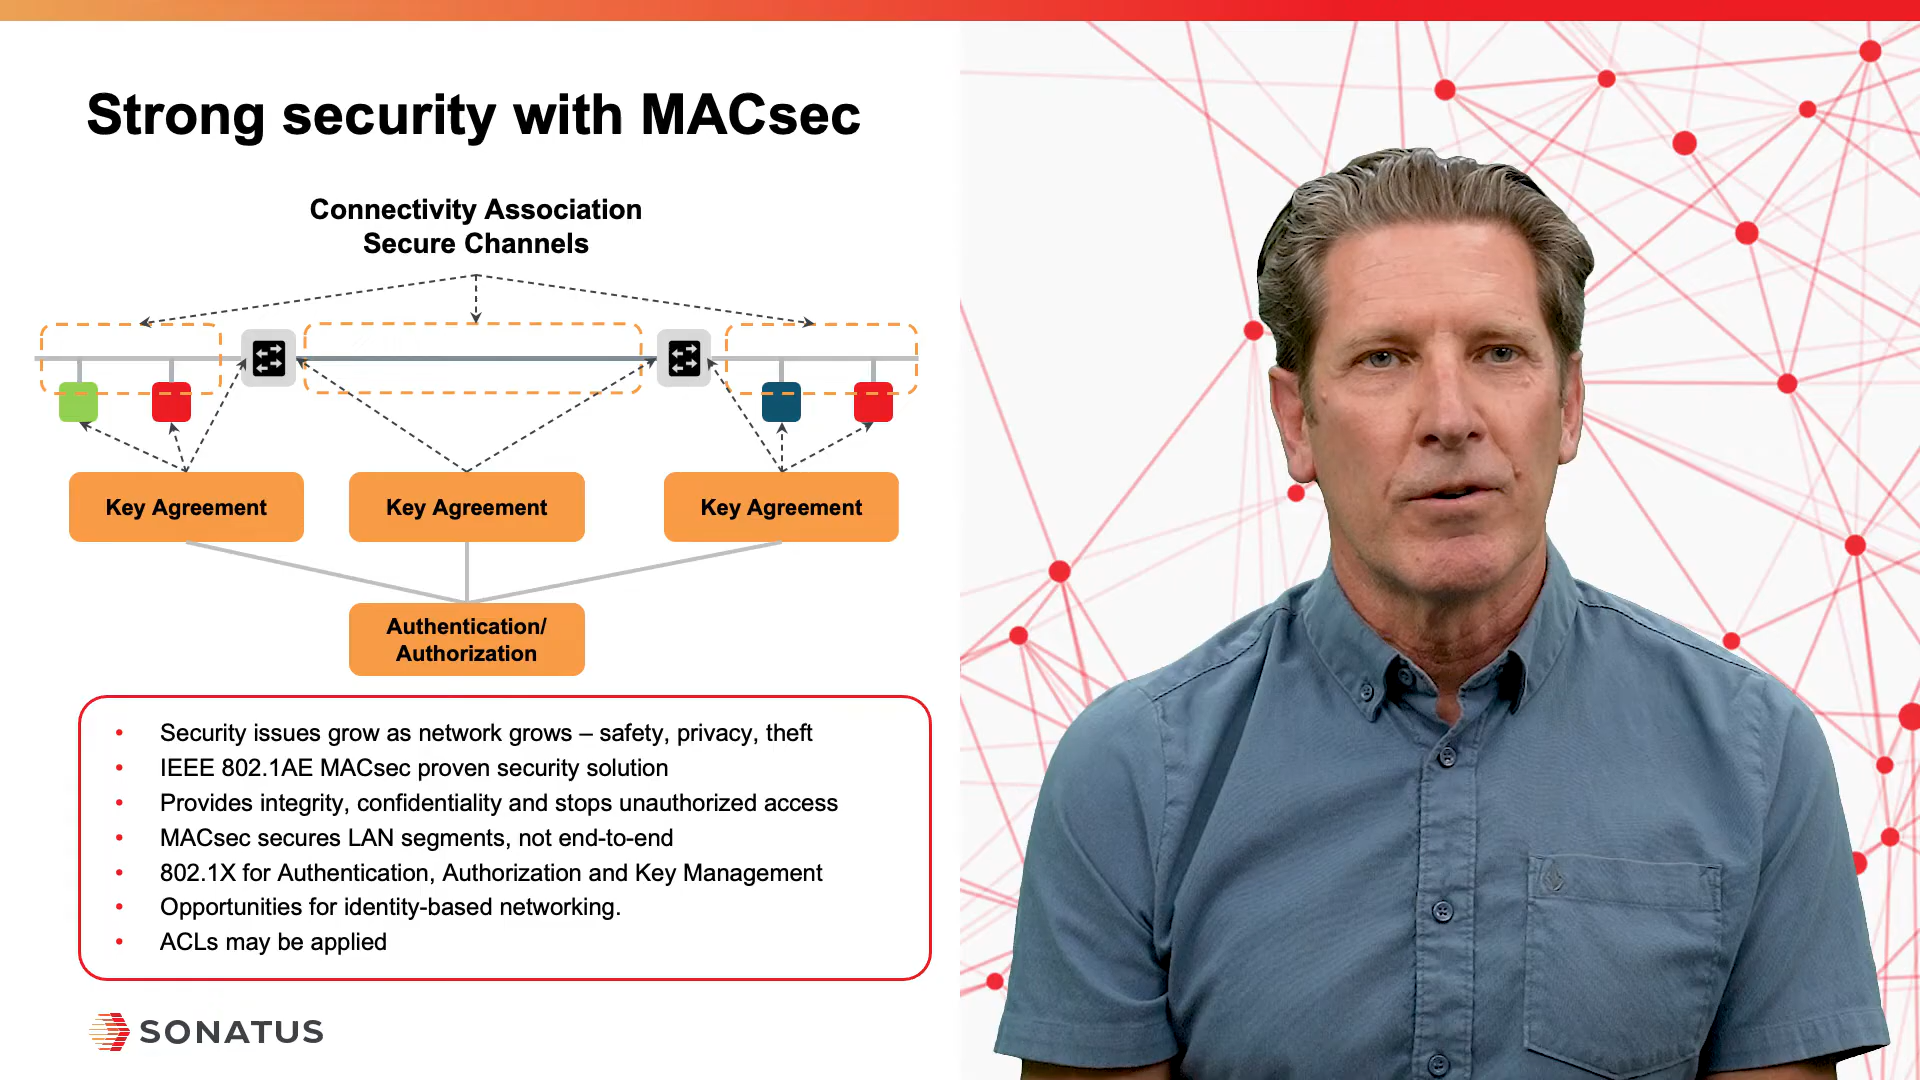 Strong security with MACsec
Connectivity Association
Secure Channels
Key Agreement
Key Agreement
Key Agreement
Authentication/
Authorization
• Security issues grow as network grows – safety, privacy, theft
• IEEE 802.1AE MACsec proven security solution
• Provides integrity, confidentiality and stops unauthorized access
• MACsec secures LAN segments, not end-to-end
• 802.1X for Authentication, Authorization and Key Management
• Opportunities for identity-based networking.
• ACLs may be applied
SONATUS